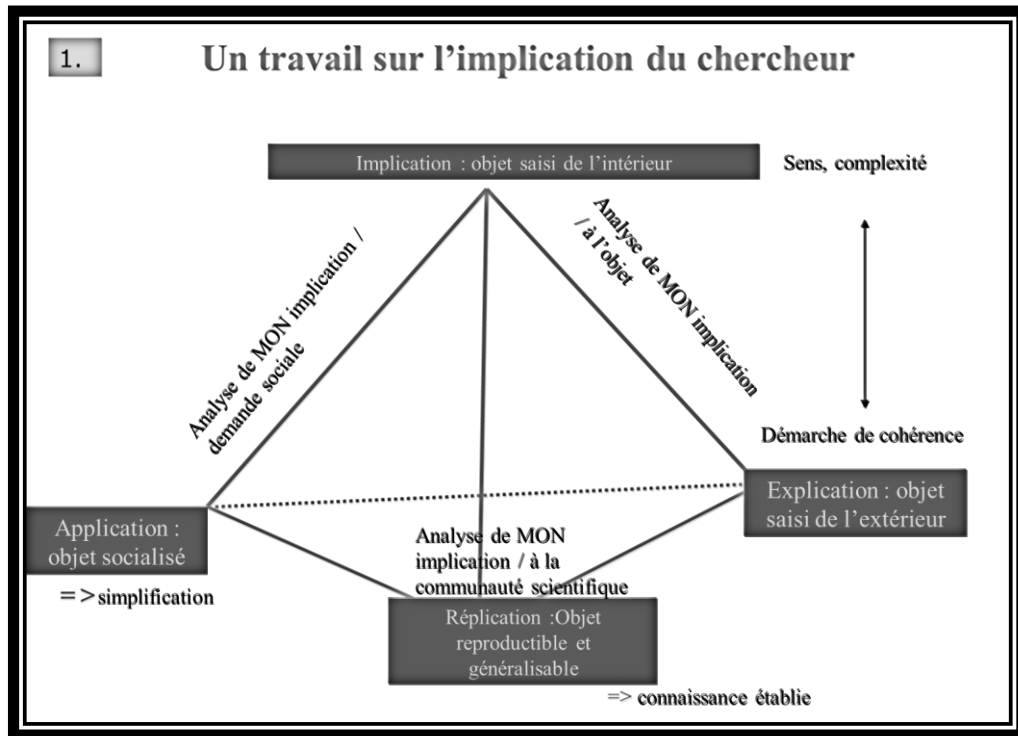 1.
Un travail sur l'implication du chercheur
Implication : objet saisi de l'intérieur
Sens, complexité
Analyse de MON implication /
demande sociale
Analyse de MON implication
/ à l'objet
Démarche de cohérence
Explication : objet
saisi de l'extérieur
Application :
objet socialisé
=>simplification
Analyse de MON
implication / à la
communauté scientifique
Réplication :Objet
reproductible et
généralisable
=> connaissance établie